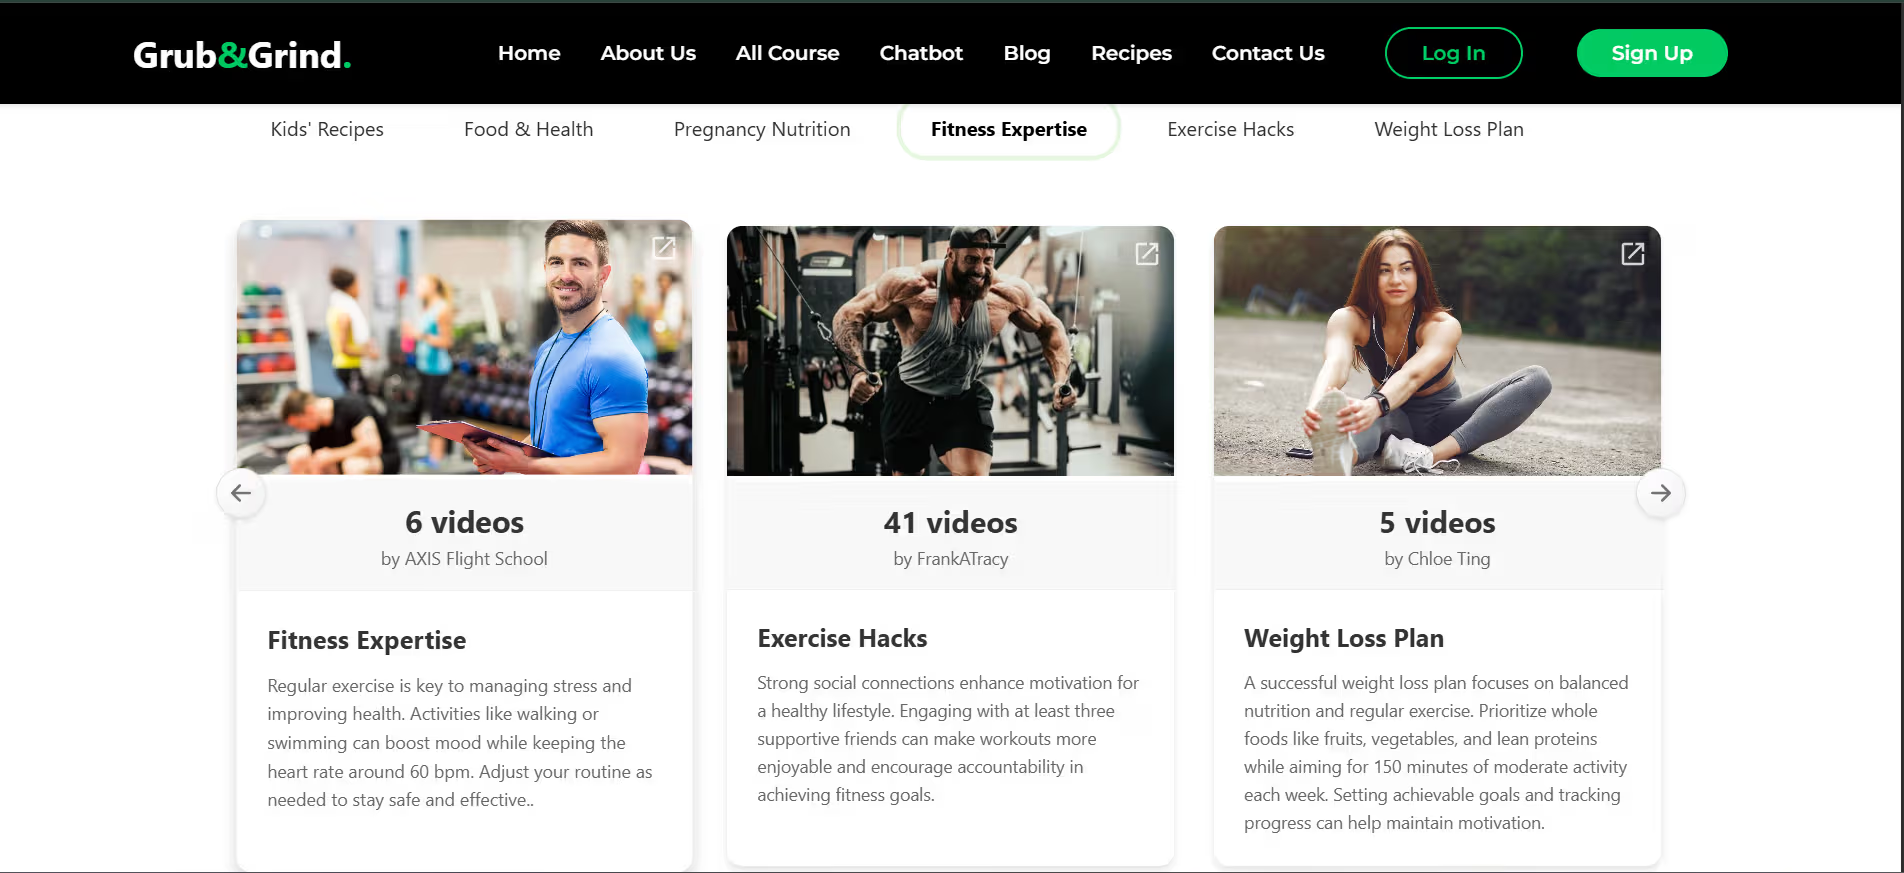 Grub&Grind.
Home
About Us
All Course
Chatbot
Blog
Recipes
Contact Us
Log In
Sign Up
Kids' Recipes
Food & Health
Pregnancy Nutrition
Fitness Expertise
Exercise Hacks
Weight Loss Plan
6 videos
by AXIS Flight School
Fitness Expertise
Regular exercise is key to managing stress and
improving health. Activities like walking or
swimming can boost mood while keeping the
heart rate around 60 bpm. Adjust your routine as
needed to stay safe and effective..
41 videos
by FrankATracy
Exercise Hacks
Strong social connections enhance motivation for
a healthy lifestyle. Engaging with at least three
supportive friends can make workouts more
enjoyable and encourage accountability in
achieving fitness goals.
5 videos
by Chloe Ting
Weight Loss Plan
A successful weight loss plan focuses on balanced
nutrition and regular exercise. Prioritize whole
foods like fruits, vegetables, and lean proteins
while aiming for 150 minutes of moderate activity
each week. Setting achievable goals and tracking
progress can help maintain motivation.